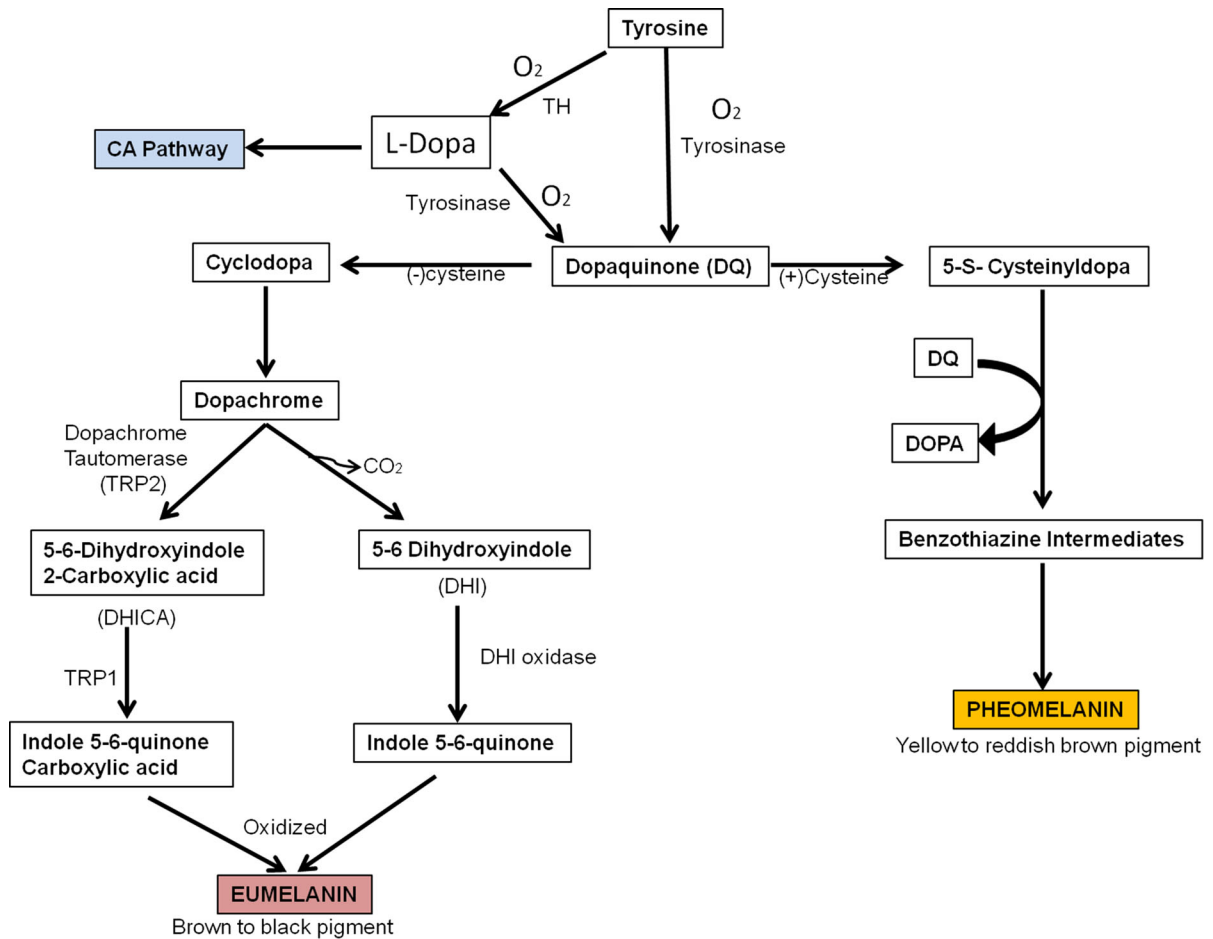 Tyrosine
O2
TH
O2
Tyrosinase
CA Pathway
L-Dopa
Tyrosinase
O2
Cyclodopa
(-)cysteine
Dopaquinone (DQ)
(+)Cysteine
5-S- Cysteinyldopa
DQ
DOPA
Dopachrome
Dopachrome
Tautomerase
(TRP2)
CO2
5-6-Dihydroxyindole
2-Carboxylic acid
(DHICA)
5-6 Dihydroxyindole
(DHI)
Benzothiazine Intermediates
TRP1
DHI oxidase
Indole 5-6-quinone
Carboxylic acid
Indole 5-6-quinone
PHEOMELANIN
Yellow to reddish brown pigment
Oxidized
EUMELANIN
Brown to black pigment